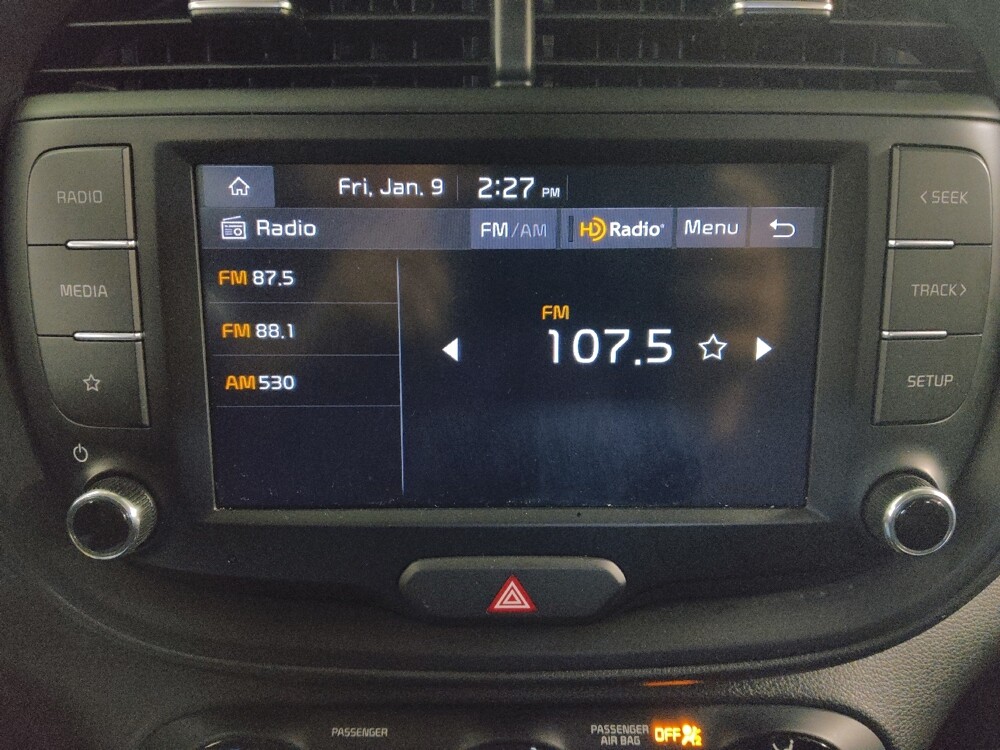 Fri, Jan. 9 2:27 PM
RADIO
Radio FM/AM HD Radio® Menu
< SEEK
FM 87.5
MEDIA
FM 88.1
TRACK >
FM
107.5
AM 530
SETUP
PASSENGER
PASSENGER
AIR BAG OFF
2